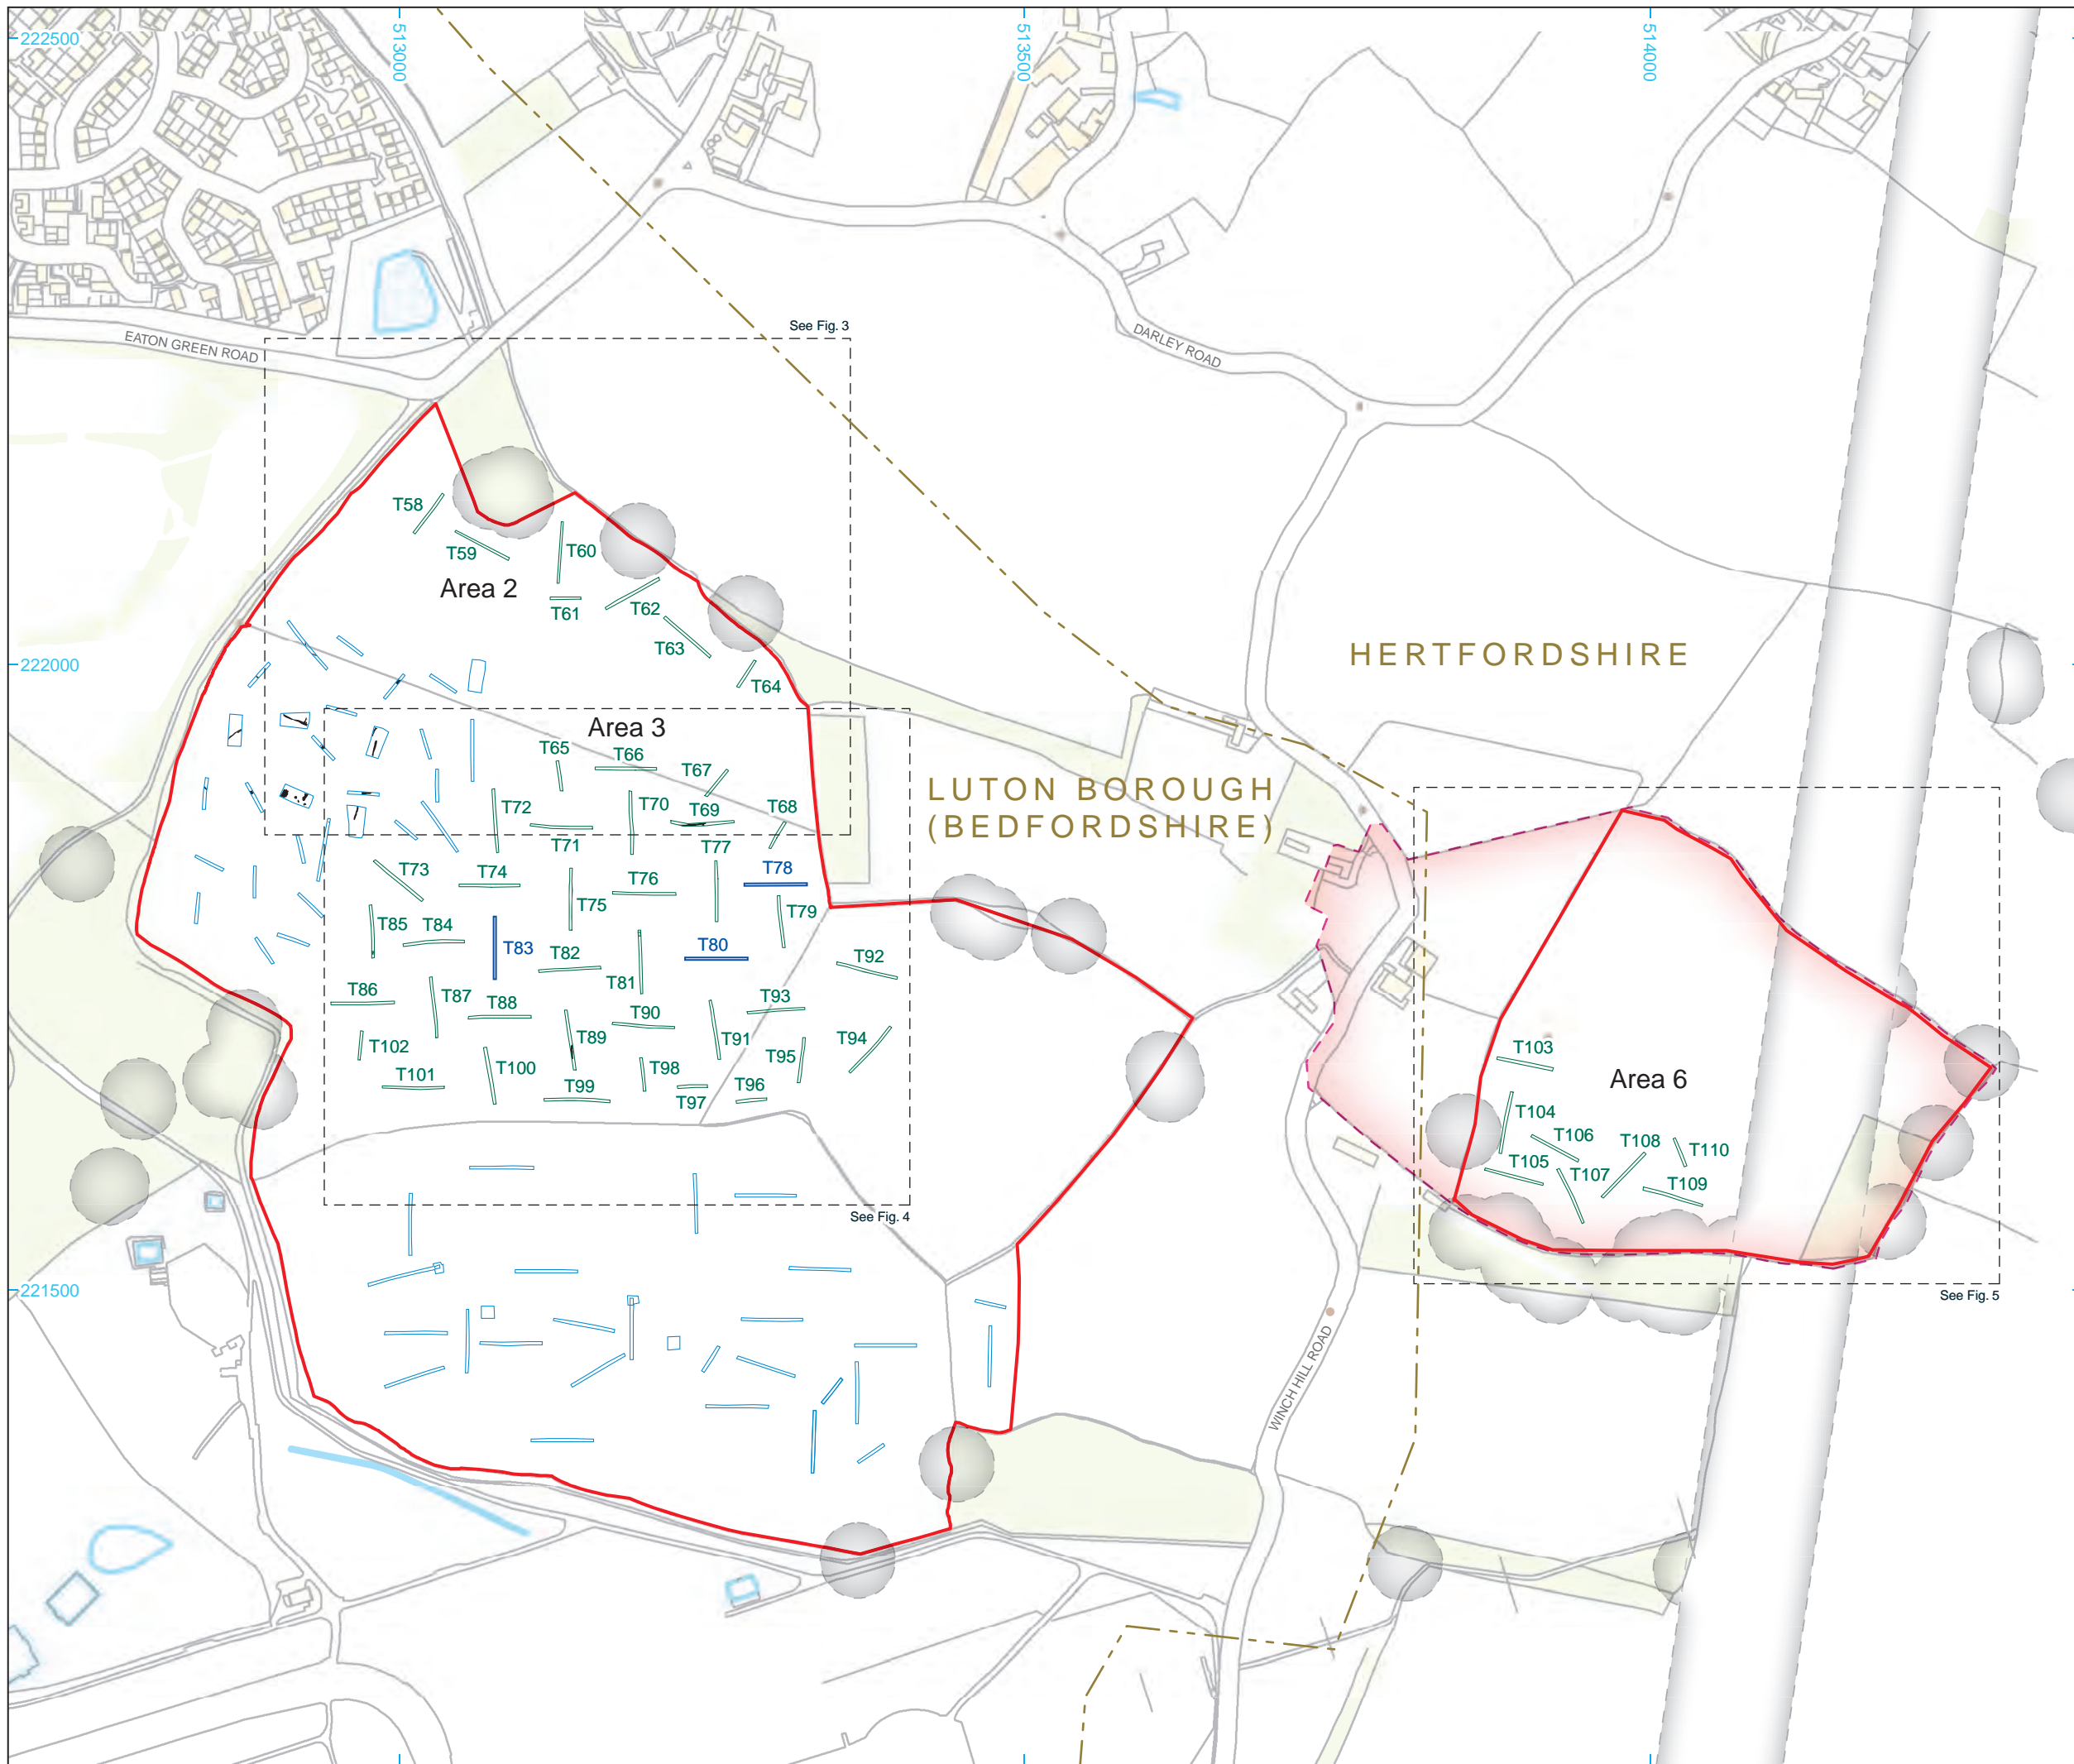 222500
513000
513500
514000
See Fig. 3
EATON GREEN ROAD
DARLEY ROAD
T58
T59
T60
Area 2
T61
T62
T63
T64
HERTFORDSHIRE
222000
Area 3
T65
T66
T67
T68
T69
T70
T71
T72
LUTON BOROUGH
(BEDFORDSHIRE)
T73
T74
T75
T76
T77
T78
T79
T80
T81
T82
T83
T84
T85
T86
T87
T88
T89
T90
T91
T92
T93
T94
T95
T96
T97
T98
T99
T100
T101
T102
T103
Area 6
T104
T105
T106
T107
T108
T109
T110
See Fig. 4
221500
See Fig. 5
WINCH HILL ROAD